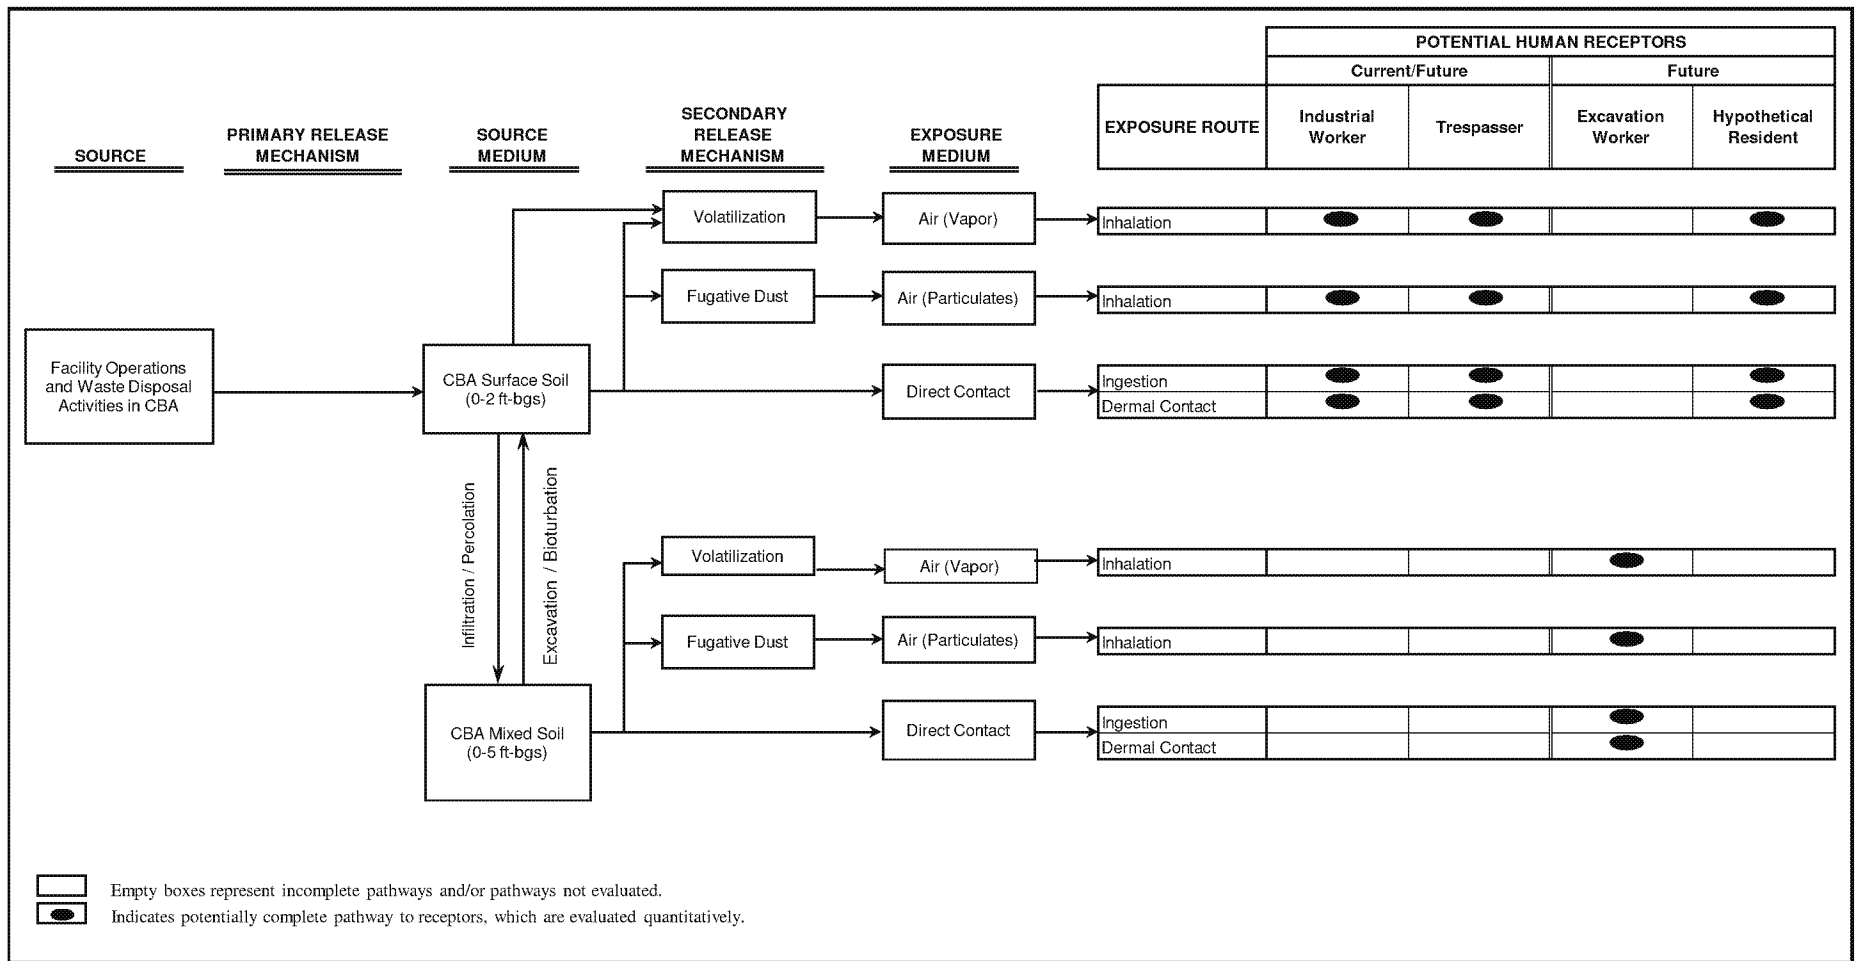 POTENTIAL HUMAN RECEPTORS
Current/Future
Future
SOURCE
PRIMARY RELEASE
MECHANISM
SOURCE
MEDIUM
SECONDARY
RELEASE
MECHANISM
EXPOSURE
MEDIUM
EXPOSURE ROUTE
Industrial
Worker
Trespasser
Excavation
Worker
Hypothetical
Resident
Volatilization
Air (Vapor)
Inhalation
Fugative Dust
Air (Particulates)
Inhalation
Facility Operations
and Waste Disposal
Activities in CBA
CBA Surface Soil
(0-2 ft-bgs)
Direct Contact
Ingestion
Dermal Contact
Infiltration / Percolation
Excavation / Bioturbation
Volatilization
Air (Vapor)
Inhalation
Fugative Dust
Air (Particulates)
Inhalation
CBA Mixed Soil
(0-5 ft-bgs)
Direct Contact
Ingestion
Dermal Contact
Empty boxes represent incomplete pathways and/or pathways not evaluated.
Indicates potentially complete pathway to receptors, which are evaluated quantitatively.